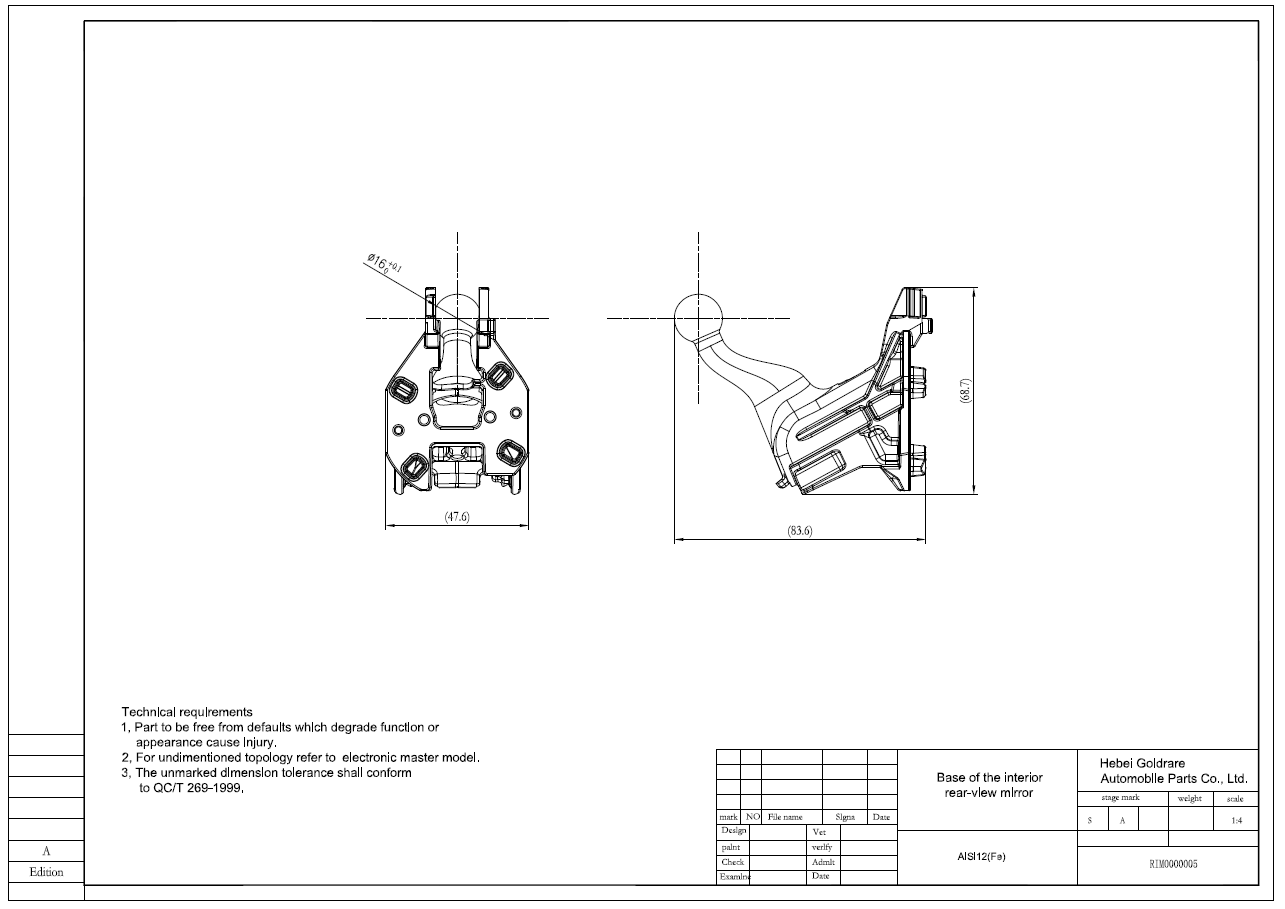 Ø16 +0.1 0
(47.6)
(83.6)
(68.7)
Technical requirements
1, Part to be free from defaults which degrade function or
appearance cause injury.
2, For undimentioned topology refer to electronic master model.
3, The unmarked dimension tolerance shall conform
to QC/T 269-1999.
A
Edition
mark NO File name Signa Date
Design Vet
paint verify
Check Admit
Examine Date
Base of the interior
rear-view mirror
AlSi12(Fe)
Hebei Goldrare
Automobile Parts Co., Ltd.
stage mark weight scale
S A 1:4
RIM0000005